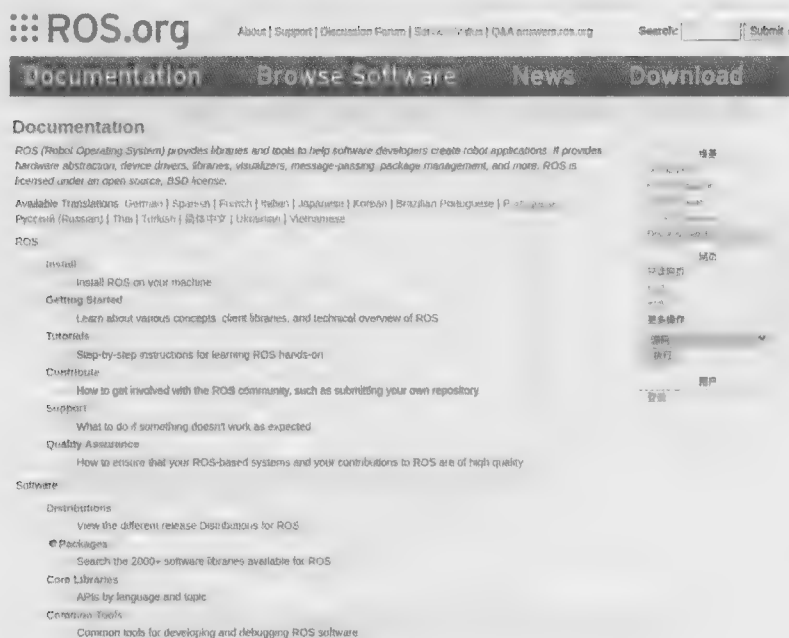 ROS.org
About | Support | Discussion Forum | | Q&A answers.ros.org
Search: Submit
Documentation Browse Software News Download
Documentation
ROS (Robot Operating System) provides libraries and tools to help software developers create robot applications. It provides
hardware abstraction, device drivers, libraries, visualizers, message-passing, package management, and more. ROS is
licensed under an open source, BSD license.
Available Translations: German | Spanish | French | Italian | Japanese | Korean | Brazilian Portuguese |
Русский (Russian) | Thai | Turkish | 简体中文 | Ukrainian | Vietnamese
ROS
Install
Install ROS on your machine
Getting Started
Learn about various concepts, client libraries, and technical overview of ROS
Tutorials
Step-by-step instructions for learning ROS hands-on
Contribute
How to get involved with the ROS community, such as submitting your own repository
Support
What to do if something doesn't work as expected
Quality Assurance
How to ensure that your ROS-based systems and your contributions to ROS are of high quality
Software
Distributions
View the different release Distributions for ROS
Packages
Search the 2000+ software libraries available for ROS
Core Libraries
APIs by language and topic
Common Tools
Common tools for developing and debugging ROS software
更多操作
源码
执行
用户
登录